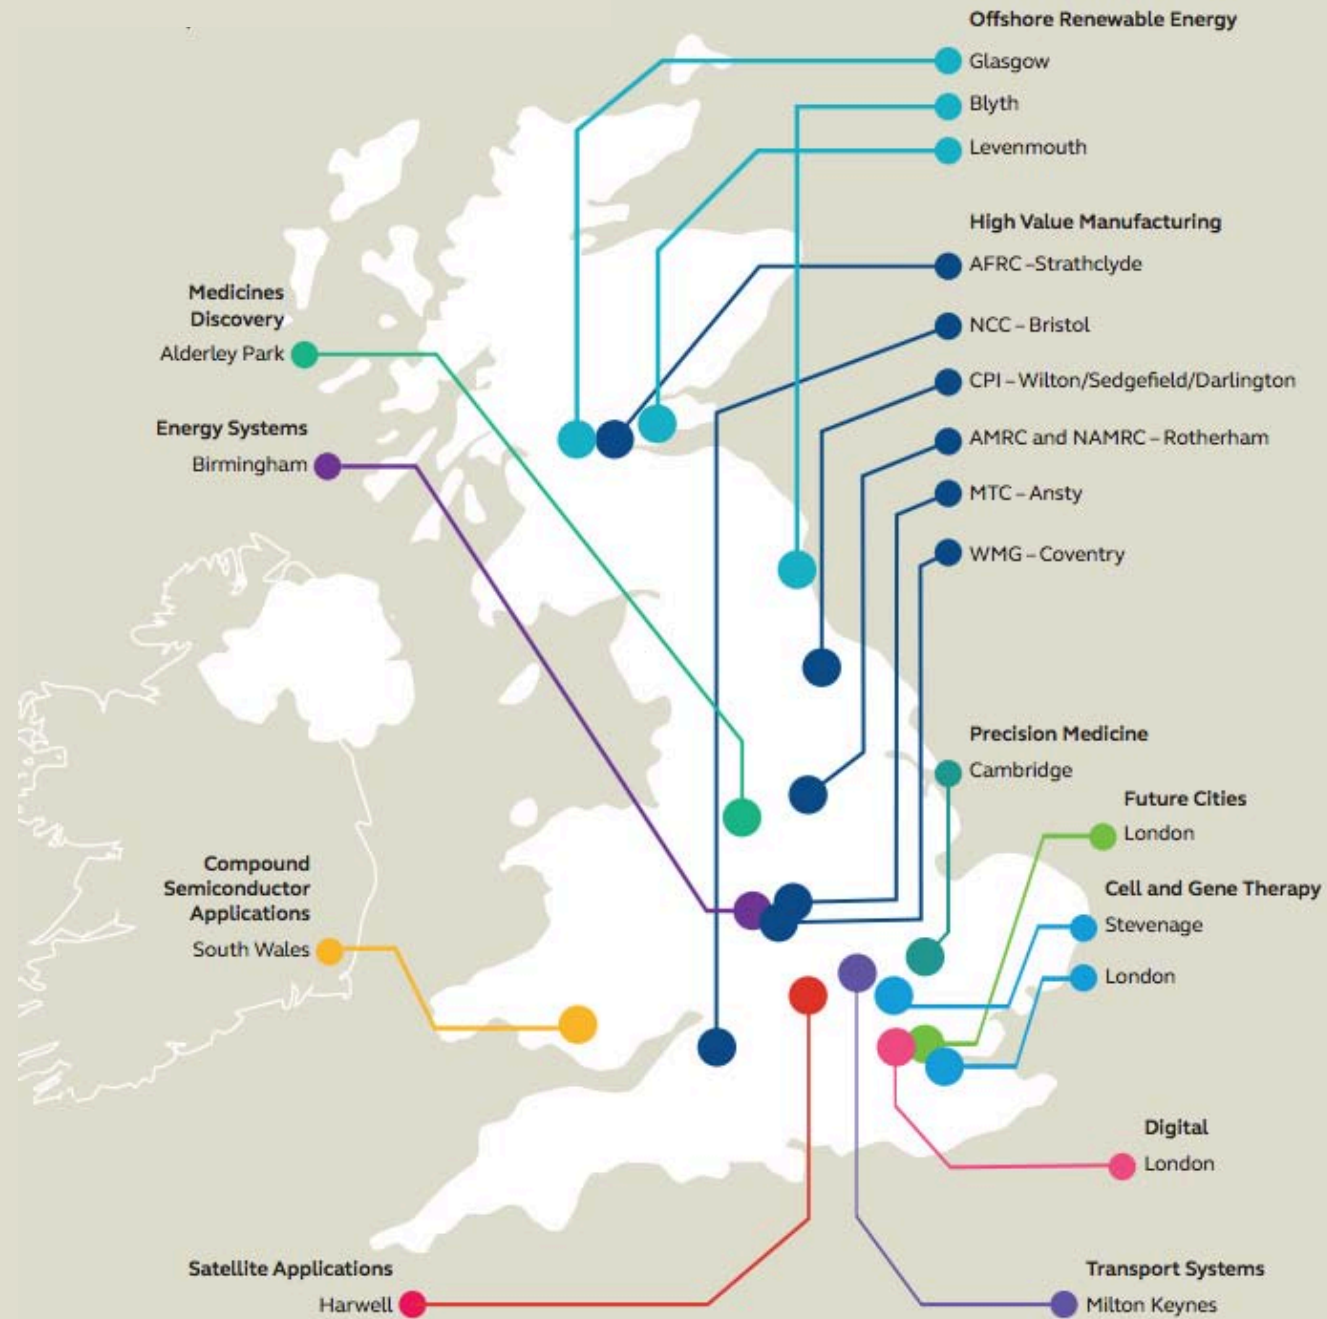 Offshore Renewable Energy
Glasgow
Blyth
Levenmouth
High Value Manufacturing
AFRC – Strathclyde
NCC – Bristol
CPI – Wilton/Sedgefield/Darlington
AMRC and NAMRC – Rotherham
MTC – Ansty
WMG – Coventry
Medicines
Discovery
Alderley Park
Energy Systems
Birmingham
Compound
Semiconductor
Applications
South Wales
Precision Medicine
Cambridge
Future Cities
London
Cell and Gene Therapy
Stevenage
London
Digital
London
Satellite Applications
Harwell
Transport Systems
Milton Keynes